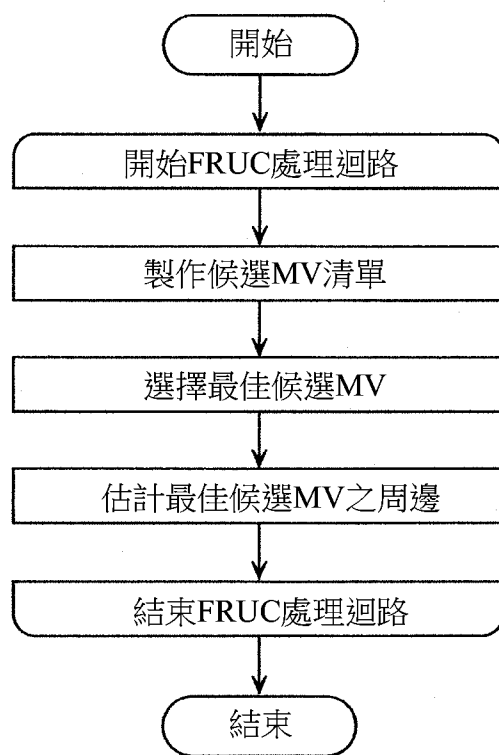 開始
開始FRUC處理迴路
製作候選MV清單
選擇最佳候選MV
估計最佳候選MV之周邊
結束FRUC處理迴路
結束